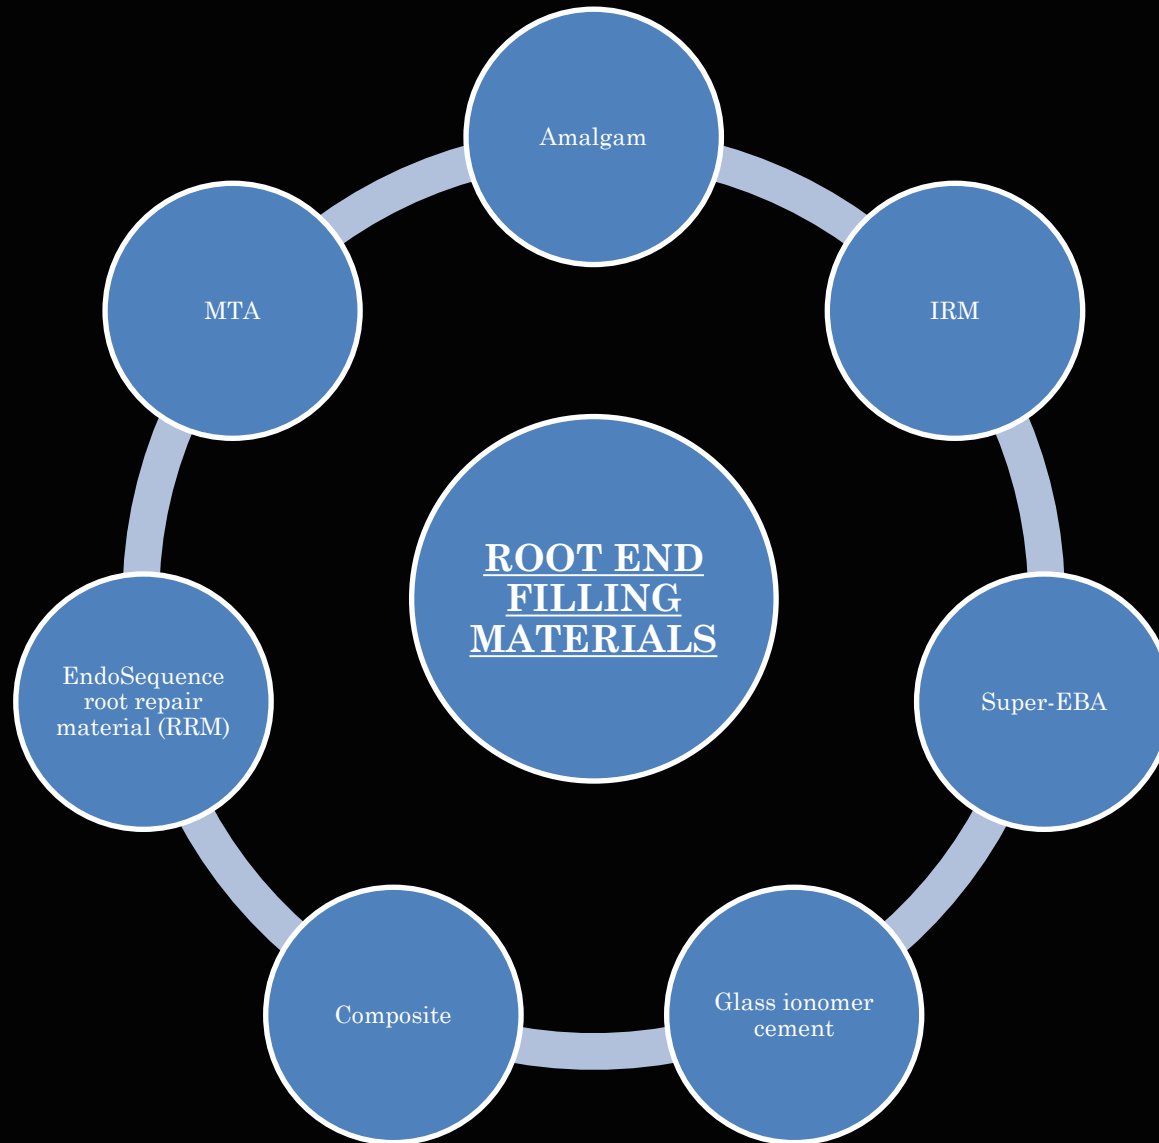 Amalgam
IRM
Super-EBA
Glass ionomer
cement
Composite
EndoSequence
root repair
material (RRM)
MTA
ROOT END
FILLING
MATERIALS